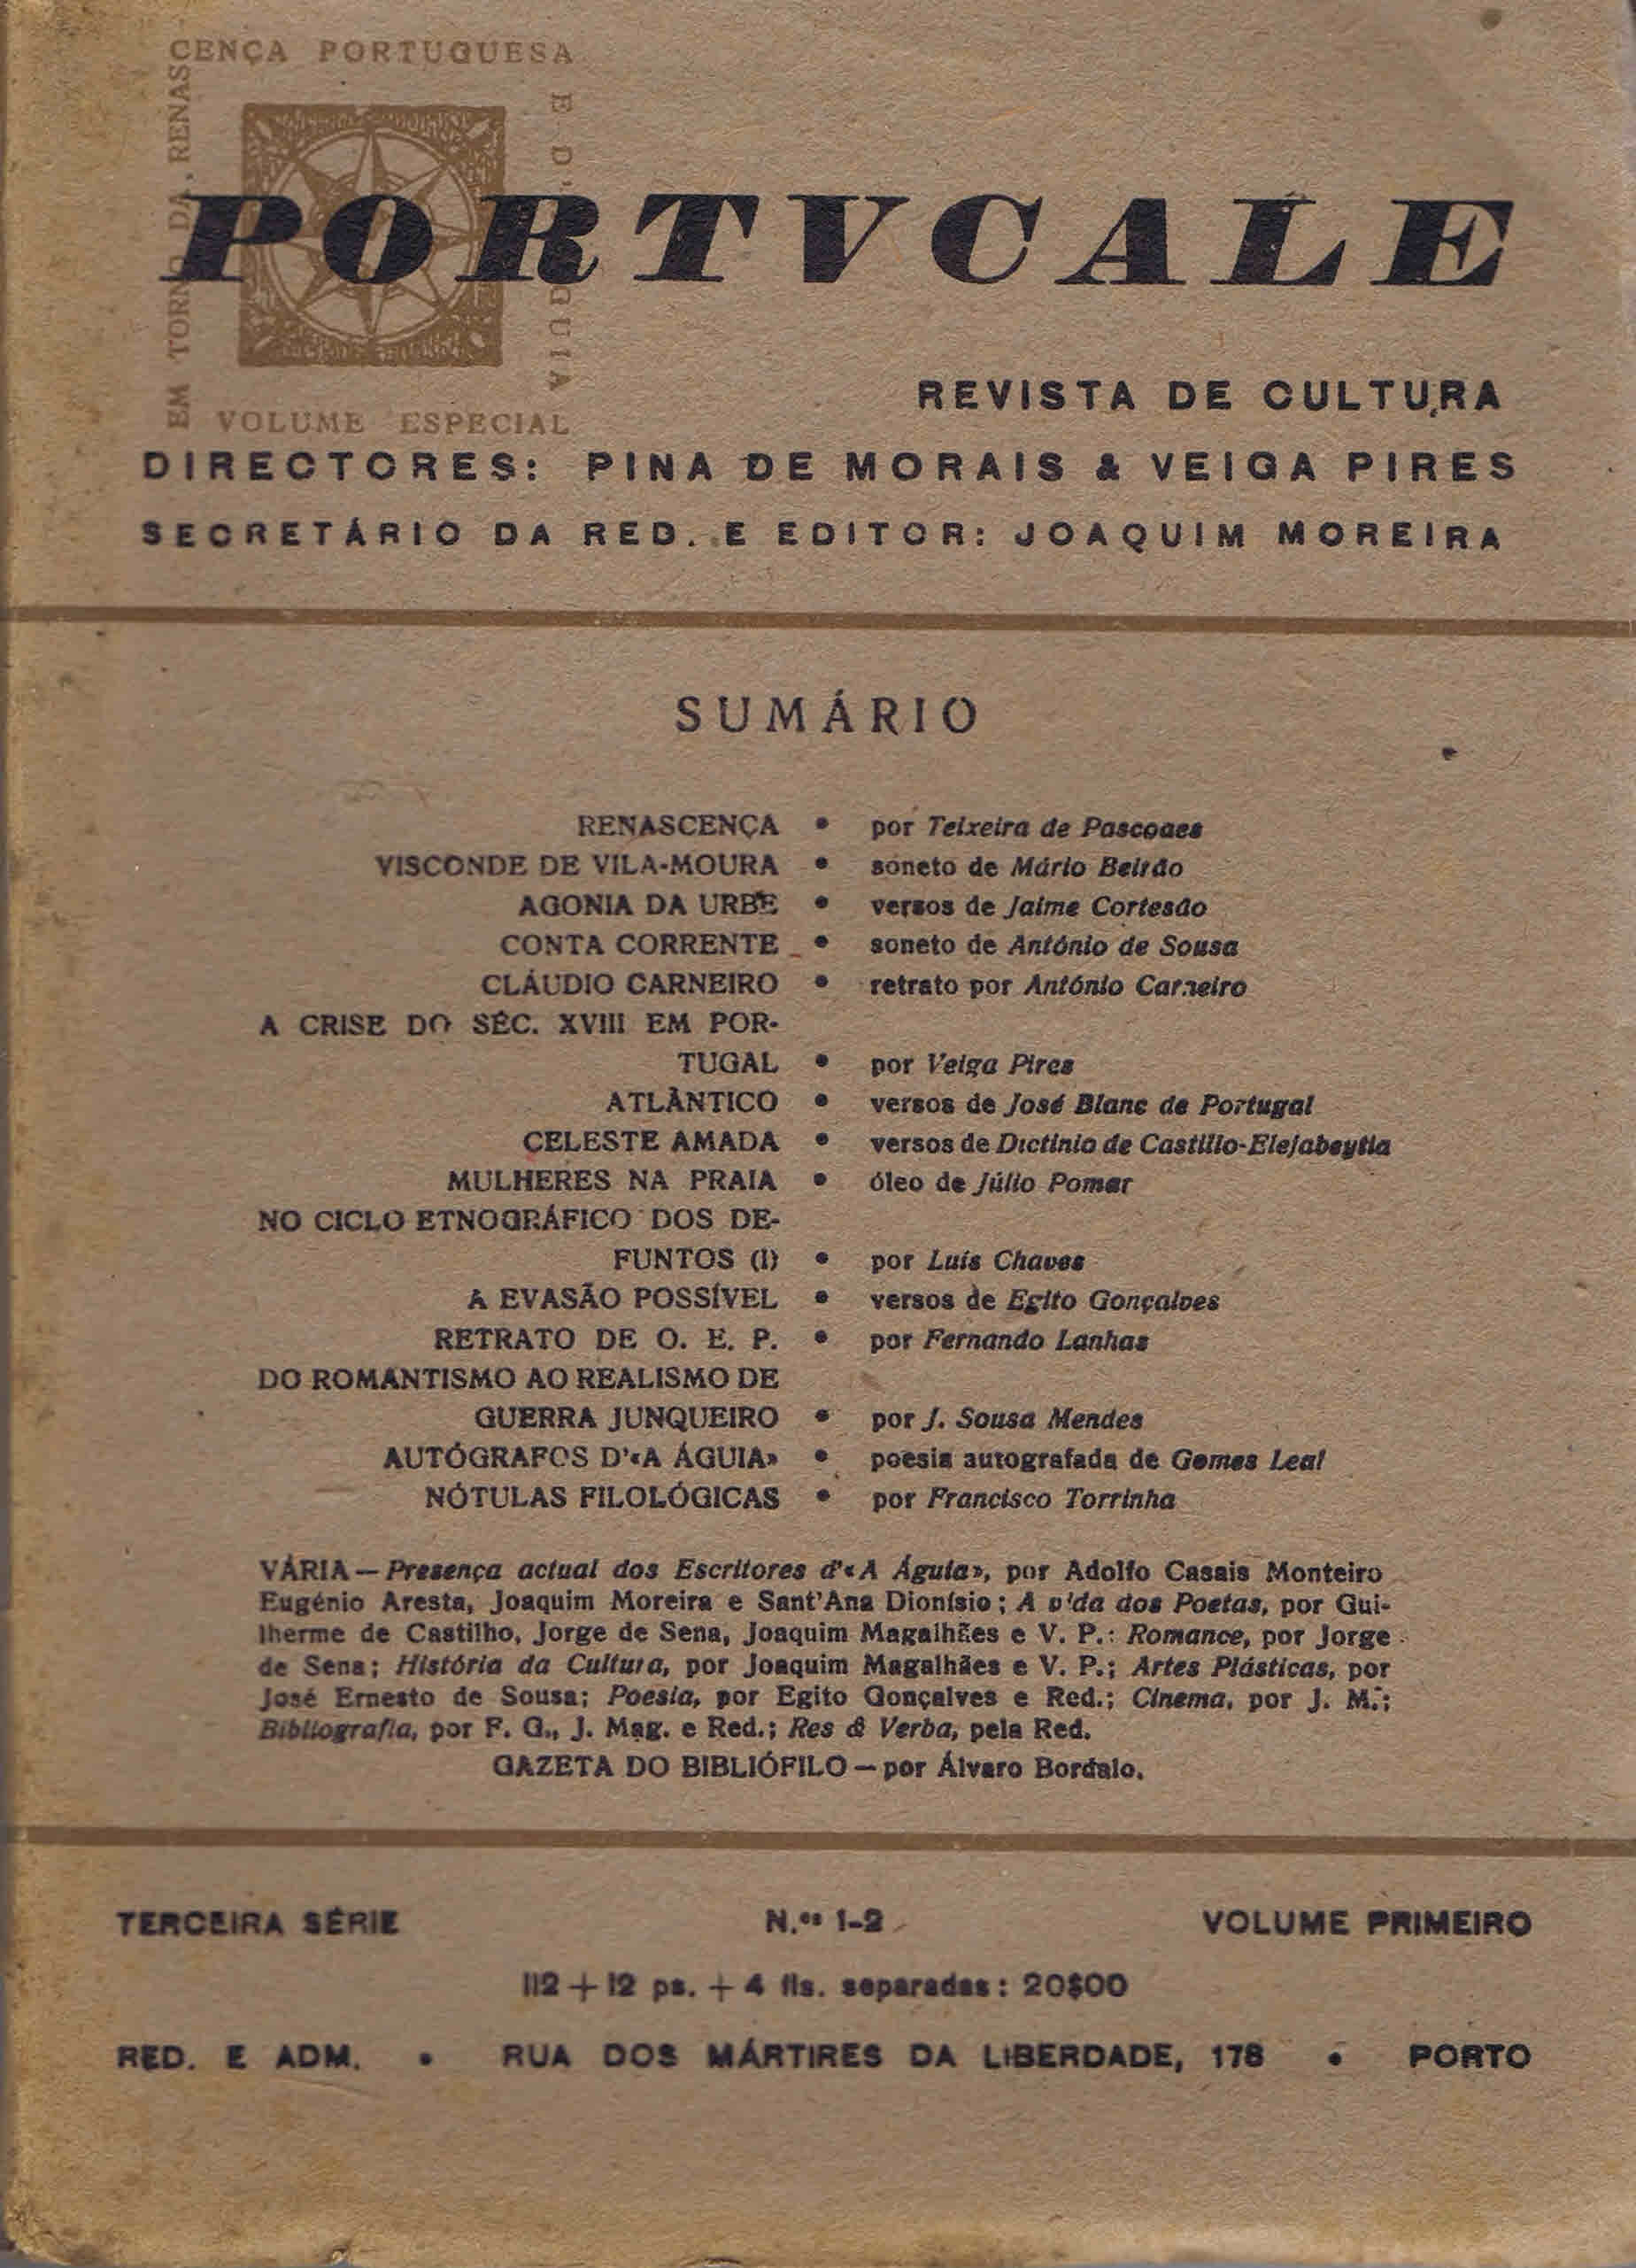 EM TORNO DA RENASCENÇA PORTUGUESA
E D'A ÁGUIA
VOLUME ESPECIAL
PORTVCALE
REVISTA DE CULTURA
DIRECTORES: PINA DE MORAIS & VEIGA PIRES
SECRETÁRIO DA RED. E EDITOR: JOAQUIM MOREIRA
SUMÁRIO
RENASCENÇA • por Teixeira de Pascoaes
VISCONDE DE VILA-MOURA • soneto de Mário Beirão
AGONIA DA URBE • versos de Jaime Cortesão
CONTA CORRENTE • soneto de António de Sousa
CLÁUDIO CARNEIRO • retrato por António Carneiro
A CRISE DO SÉC. XVIII EM POR-
TUGAL • por Veiga Pires
ATLÂNTICO • versos de José Blanc de Portugal
CELESTE AMADA • versos de Dictinio de Castillo-Elejabeytia
MULHERES NA PRAIA • óleo de Júlio Pomar
NO CICLO ETNOGRÁFICO DOS DE-
FUNTOS (I) • por Luís Chaves
A EVASÃO POSSÍVEL • versos de Egito Gonçalves
RETRATO DE O. E. P. • por Fernando Lanhas
DO ROMANTISMO AO REALISMO DE
GUERRA JUNQUEIRO • por J. Sousa Mendes
AUTÓGRAFOS D'«A ÁGUIA» • poesia autografada de Gomes Leal
NÓTULAS FILOLÓGICAS • por Francisco Torrinha
VÁRIA — Presença actual dos Escritores d'«A Águia», por Adolfo Casais Monteiro
Eugénio Aresta, Joaquim Moreira e Sant'Ana Dionísio; A vida dos Poetas, por Gui-
lherme de Castilho, Jorge de Sena, Joaquim Magalhães e V. P.: Romance, por Jorge
de Sena; História da Cultura, por Joaquim Magalhães e V. P.; Artes Plásticas, por
José Ernesto de Sousa; Poesia, por Egito Gonçalves e Red.; Cinema, por J. M.;
Bibliografia, por F. G., J. Mag. e Red.; Res & Verba, pela Red.
GAZETA DO BIBLIÓFILO — por Álvaro Bordalo.
TERCEIRA SÉRIE N.os 1-2 VOLUME PRIMEIRO
112 + 12 ps. + 4 fls. separadas: 20$00
RED. E ADM. • RUA DOS MÁRTIRES DA LIBERDADE, 178 • PORTO